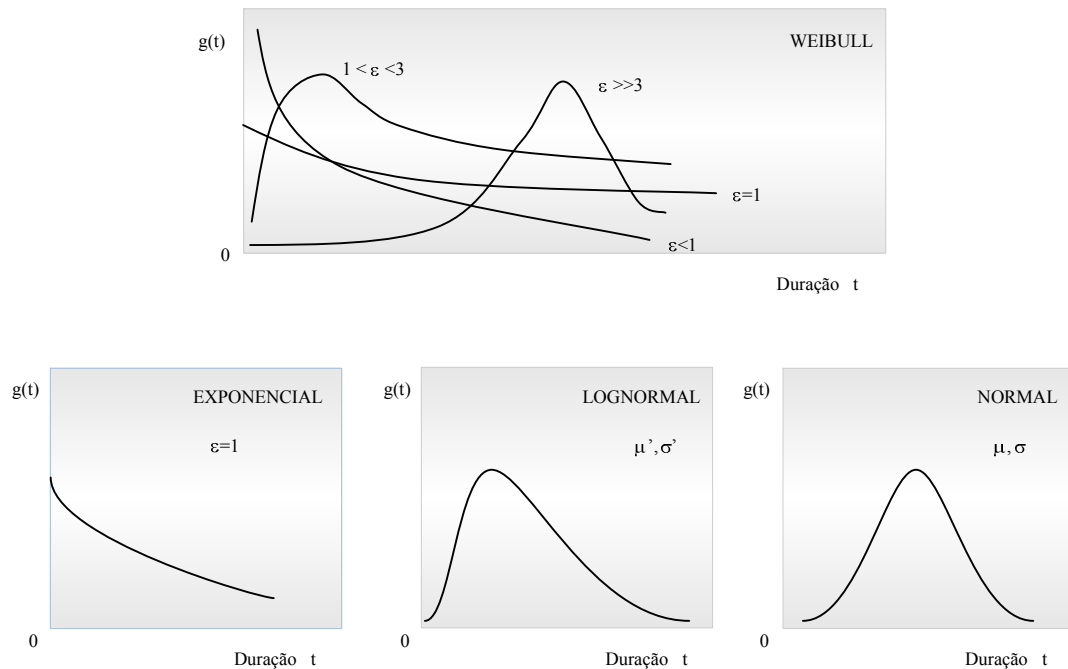 g(t)
WEIBULL
1 < ε <3
ε >>3
ε=1
ε<1
0
Duração t
g(t)
EXPONENCIAL
ε=1
0
Duração t
g(t)
LOGNORMAL
μ’,σ’
0
Duração t
g(t)
NORMAL
μ,σ
0
Duração t